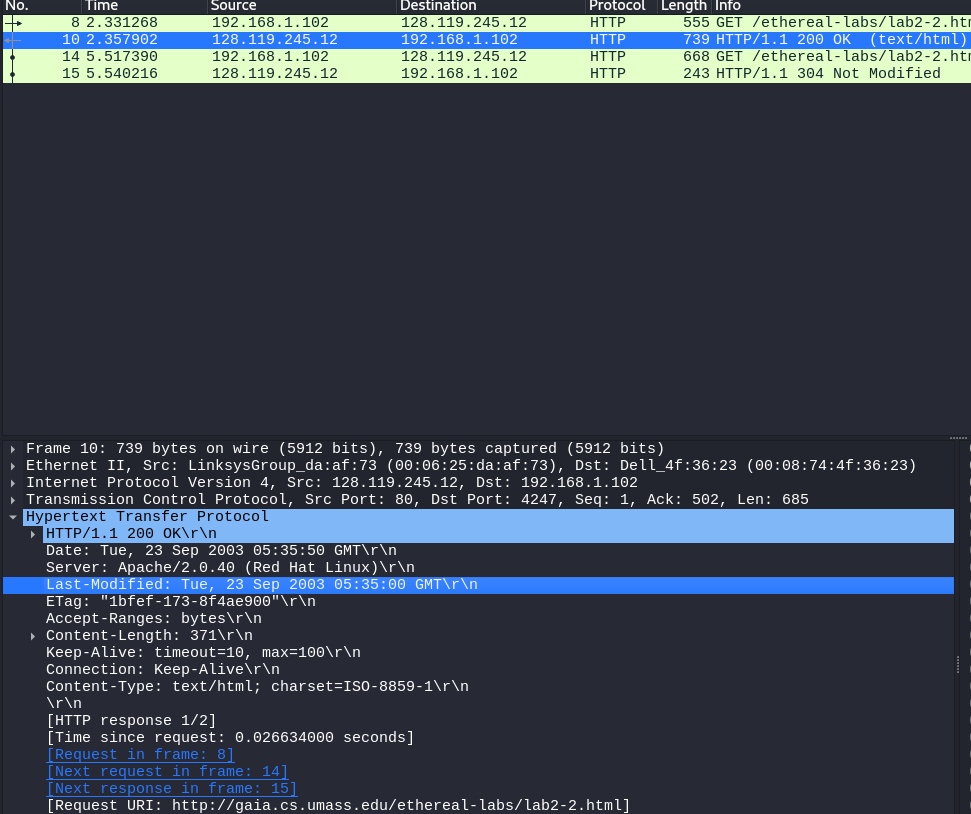 No. Time Source Destination Protocol Length Info
8 2.331268 192.168.1.102 128.119.245.12 HTTP 555 GET /ethereal-labs/lab2-2.htm
10 2.357902 128.119.245.12 192.168.1.102 HTTP 739 HTTP/1.1 200 OK  (text/html)
14 5.517390 192.168.1.102 128.119.245.12 HTTP 668 GET /ethereal-labs/lab2-2.htm
15 5.540216 128.119.245.12 192.168.1.102 HTTP 243 HTTP/1.1 304 Not Modified
Frame 10: 739 bytes on wire (5912 bits), 739 bytes captured (5912 bits)
Ethernet II, Src: LinksysGroup_da:af:73 (00:06:25:da:af:73), Dst: Dell_4f:36:23 (00:08:74:4f:36:23)
Internet Protocol Version 4, Src: 128.119.245.12, Dst: 192.168.1.102
Transmission Control Protocol, Src Port: 80, Dst Port: 4247, Seq: 1, Ack: 502, Len: 685
Hypertext Transfer Protocol
HTTP/1.1 200 OK\r\n
Date: Tue, 23 Sep 2003 05:35:50 GMT\r\n
Server: Apache/2.0.40 (Red Hat Linux)\r\n
Last-Modified: Tue, 23 Sep 2003 05:35:00 GMT\r\n
ETag: "1bfef-173-8f4ae900"\r\n
Accept-Ranges: bytes\r\n
Content-Length: 371\r\n
Keep-Alive: timeout=10, max=100\r\n
Connection: Keep-Alive\r\n
Content-Type: text/html; charset=ISO-8859-1\r\n
\r\n
[HTTP response 1/2]
[Time since request: 0.026634000 seconds]
[Request in frame: 8]
[Next request in frame: 14]
[Next response in frame: 15]
[Request URI: http://gaia.cs.umass.edu/ethereal-labs/lab2-2.html]